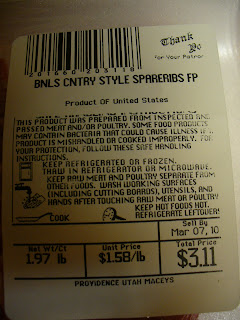 Thank
Yo
for Your Patron
201660 203110
BNLS CNTRY STYLE SPARERIBS FP
Product Of United States
THIS PRODUCT WAS PREPARED FROM INSPECTED AND
PASSED MEAT AND/OR POULTRY. SOME FOOD PRODUCTS
MAY CONTAIN BACTERIA THAT COULD CAUSE ILLNESS IF
PRODUCT IS MISHANDLED OR COOKED IMPROPERLY. FOR
YOUR PROTECTION, FOLLOW THESE SAFE HANDLING
INSTRUCTIONS.
KEEP REFRIGERATED OR FROZEN.
THAW IN REFRIGERATOR OR MICROWAVE.
KEEP RAW MEAT AND POULTRY SEPARATE FROM
OTHER FOODS. WASH WORKING SURFACES
(INCLUDING CUTTING BOARDS), UTENSILS, AND
HANDS AFTER TOUCHING RAW MEAT OR POULTRY
KEEP HOT FOODS HOT.
COOK
REFRIGERATE LEFTOVER
Sell By
Mar 07, 10
Net Wt/Ct
Unit Price
Total Price
1.97 lb
$1.58/lb
$3.11
PROVIDENCE UTAH MACEYS